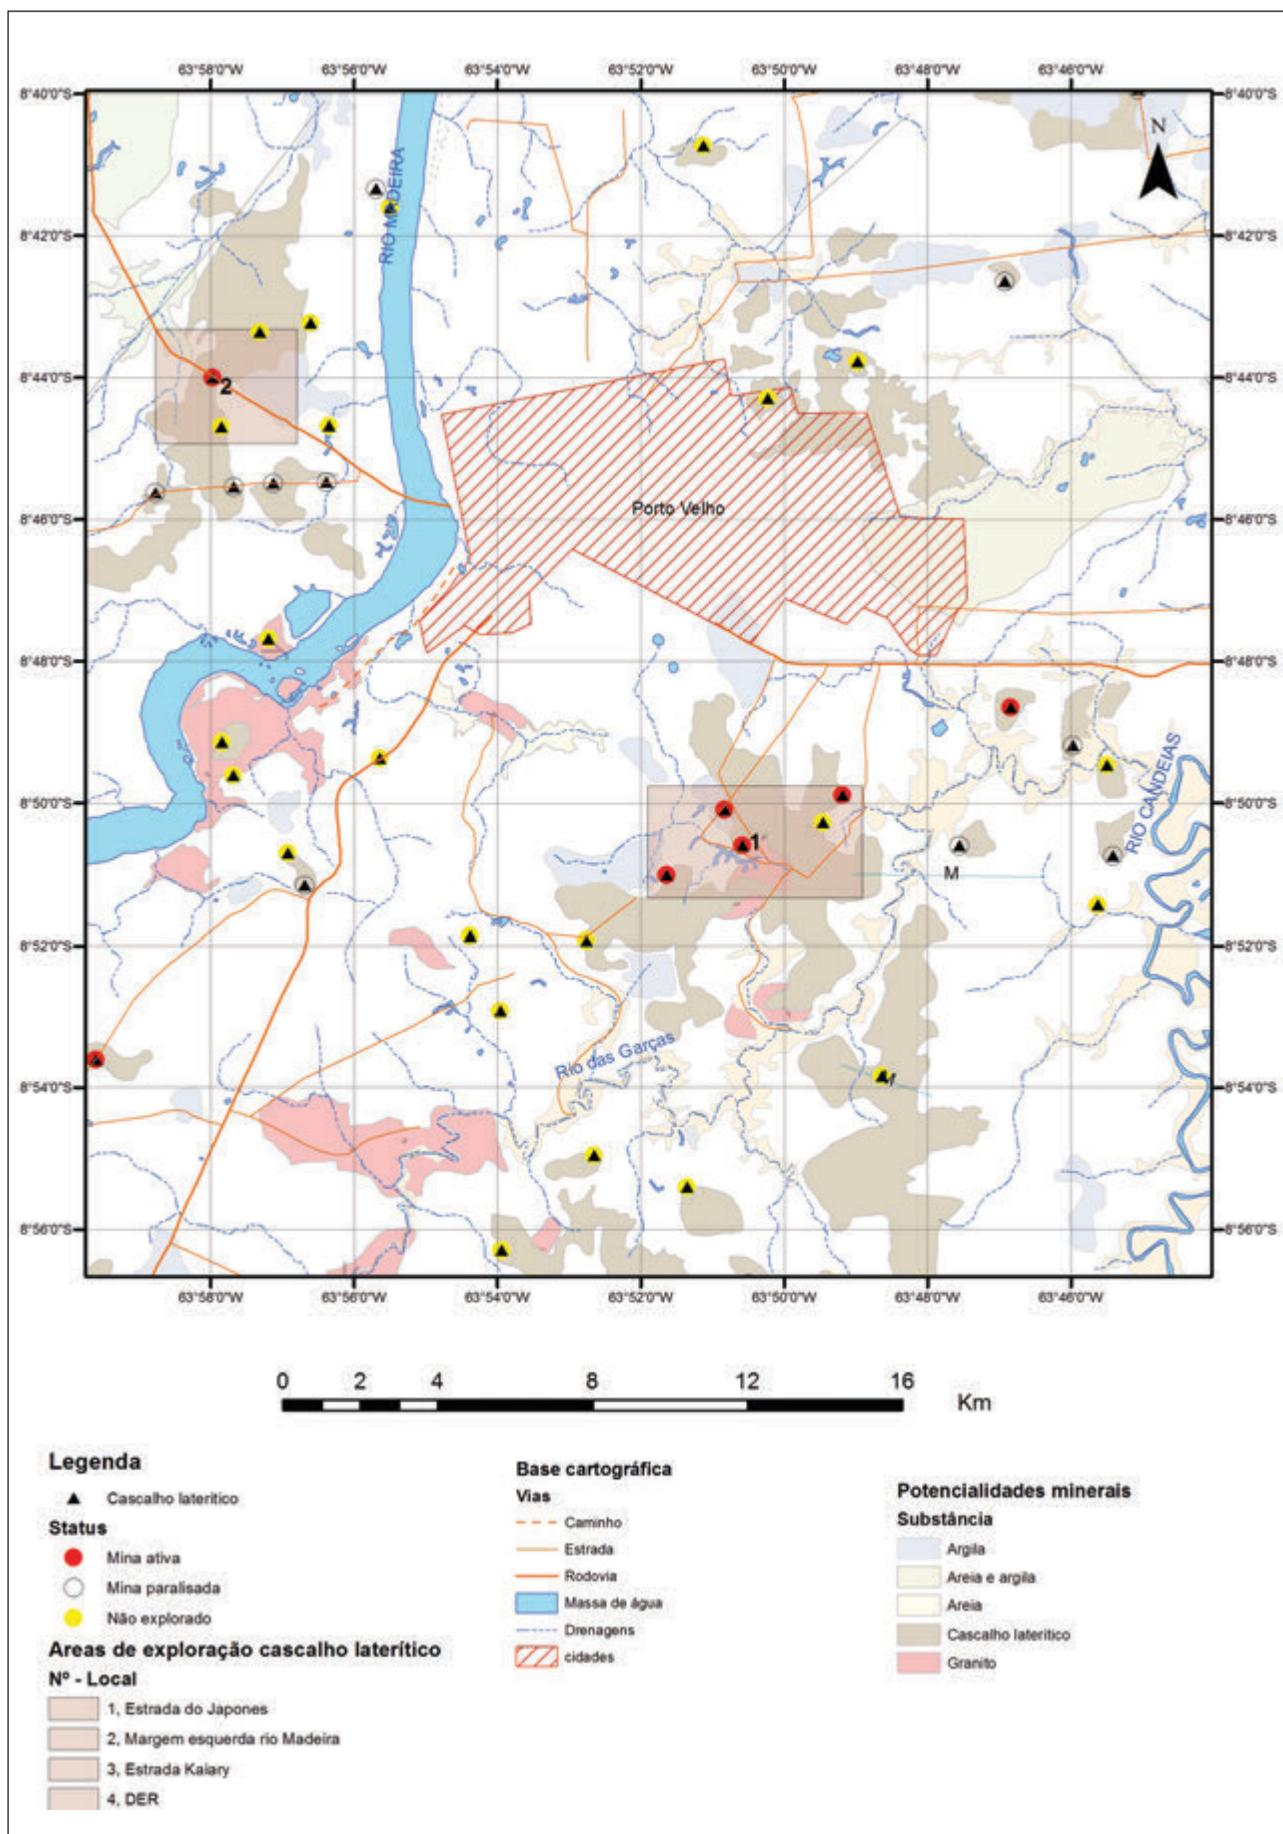 63°58'0"W 63°56'0"W 63°54'0"W 63°52'0"W 63°50'0"W 63°48'0"W 63°46'0"W
8°40'0"S 8°40'0"S
N
RIO MADEIRA
8°42'0"S 8°42'0"S
8°44'0"S 8°44'0"S
2
8°46'0"S 8°46'0"S
Porto Velho
8°48'0"S 8°48'0"S
8°50'0"S 8°50'0"S
RIO CANDEIAS
1
M
8°52'0"S 8°52'0"S
Rio das Garças
8°54'0"S 8°54'0"S
M
8°56'0"S 8°56'0"S
63°58'0"W 63°56'0"W 63°54'0"W 63°52'0"W 63°50'0"W 63°48'0"W 63°46'0"W
0 2 4 8 12 16
Km
Legenda
Cascalho lateritico
Status
Mina ativa
Mina paralisada
Não explorado
Areas de exploração cascalho laterítico
Nº - Local
1, Estrada do Japones
2, Margem esquerda rio Madeira
3, Estrada Kaiary
4, DER
Base cartográfica
Vias
Caminho
Estrada
Rodovia
Massa de água
Drenagens
cidades
Potencialidades minerais
Substância
Argila
Areia e argila
Areia
Cascalho lateritico
Granito